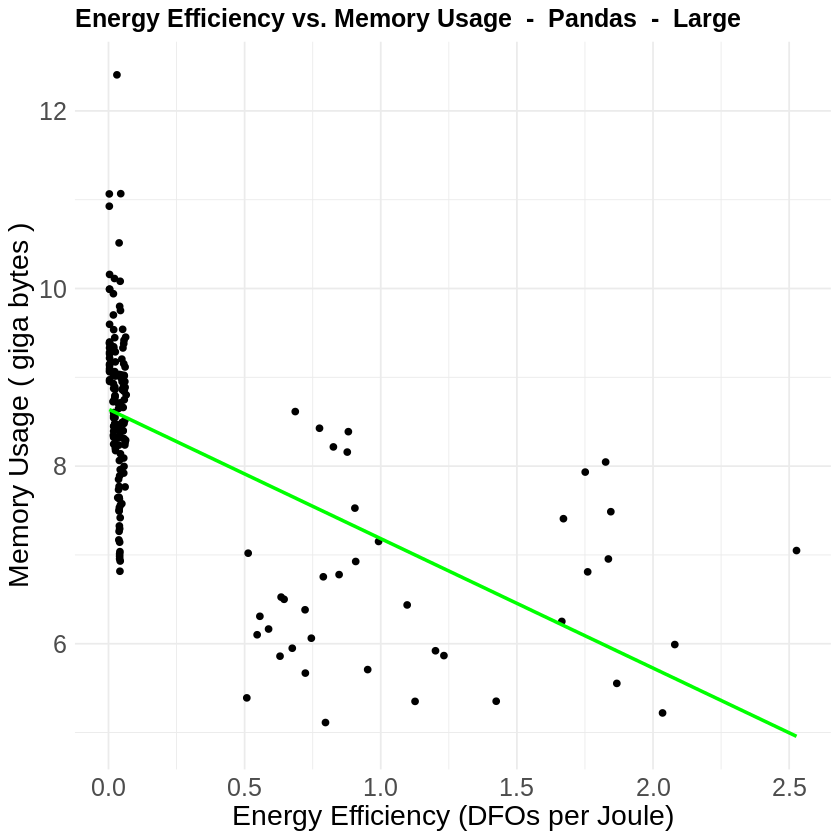 Energy Efficiency vs. Memory Usage  -  Pandas  -  Large
Memory Usage ( giga bytes )
12
10
8
6
0.0 0.5 1.0 1.5 2.0 2.5
Energy Efficiency (DFOs per Joule)